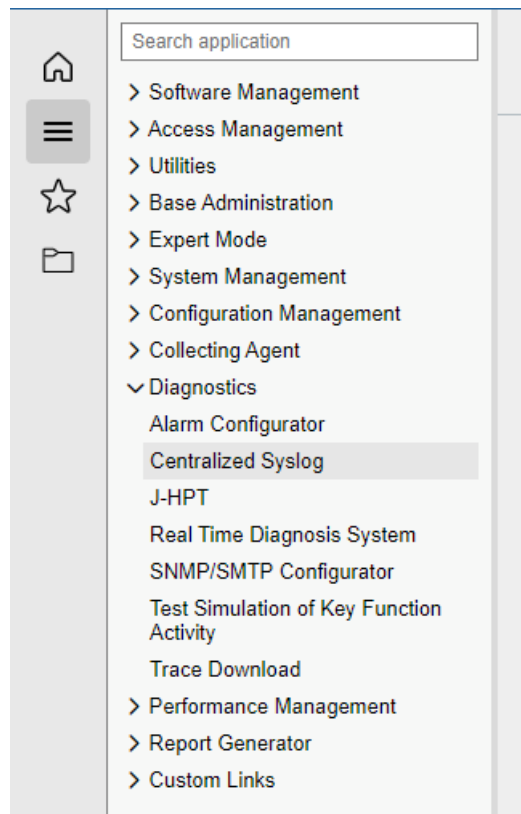 Search application
Software Management
Access Management
Utilities
Base Administration
Expert Mode
System Management
Configuration Management
Collecting Agent
Diagnostics
Alarm Configurator
Centralized Syslog
J-HPT
Real Time Diagnosis System
SNMP/SMTP Configurator
Test Simulation of Key Function
Activity
Trace Download
Performance Management
Report Generator
Custom Links